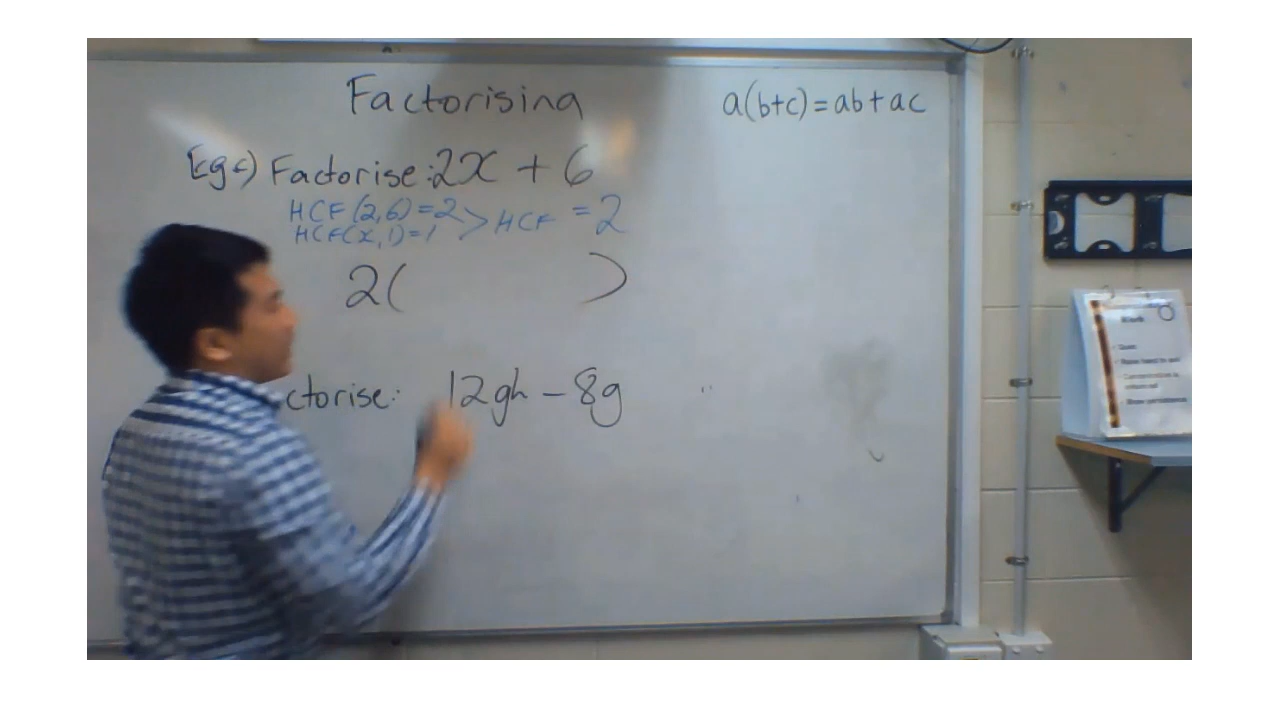 Factorising
a(b+c)=ab+ac
Eg.) Factorise: 2x + 6
HCF(2,6)=2
HCF(x,1)=1
> HCF = 2
2( )
ctorise: 12gh - 8g